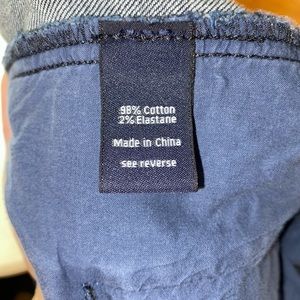 98% Cotton
2% Elastane
Made in China
see reverse